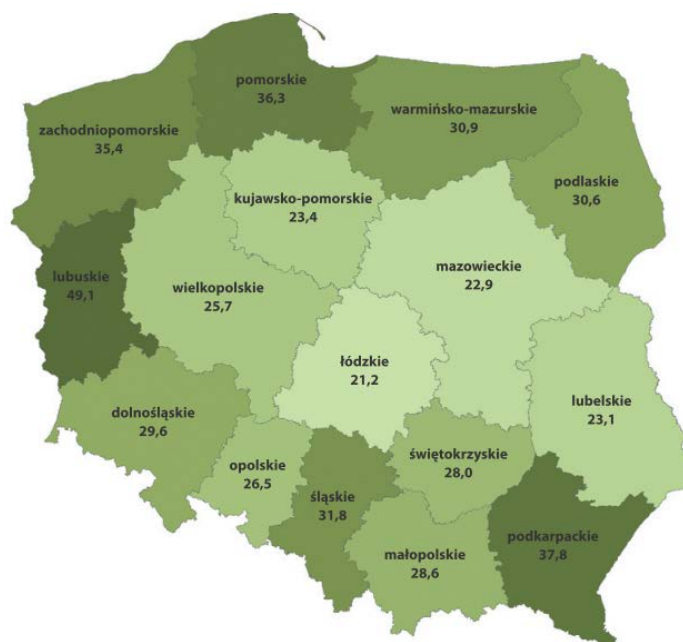 pomorskie
36,3
warmińsko-mazurskie
30,9
zachodniopomorskie
35,4
podlaskie
30,6
kujawsko-pomorskie
23,4
lubuskie
49,1
wielkopolskie
25,7
mazowieckie
22,9
łódzkie
21,2
lubelskie
23,1
dolnośląskie
29,6
opolskie
26,5
śląskie
31,8
świętokrzyskie
28,0
małopolskie
28,6
podkarpackie
37,8